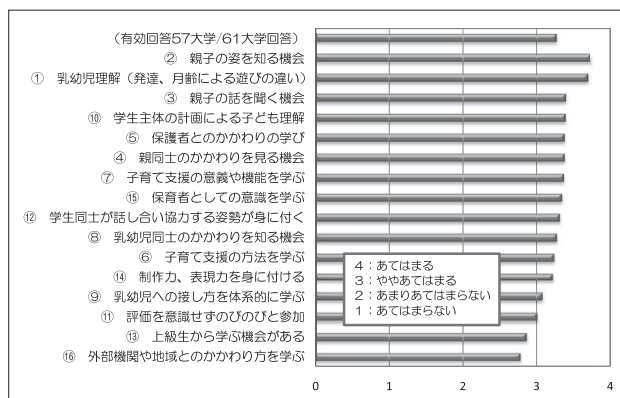 （有効回答57大学/61大学回答）
② 親子の姿を知る機会
① 乳幼児理解（発達、月齢による遊びの違い）
③ 親子の話を聞く機会
⑩ 学生主体の計画による子ども理解
⑤ 保護者とのかかわりの学び
④ 親同士のかかわりを見る機会
⑦ 子育て支援の意義や機能を学ぶ
⑮ 保育者としての意識を学ぶ
⑫ 学生同士が話し合い協力する姿勢が身に付く
⑧ 乳幼児同士のかかわりを知る機会
⑥ 子育て支援の方法を学ぶ
⑭ 制作力、表現力を身に付ける
⑨ 乳幼児への接し方を体系的に学ぶ
⑪ 評価を意識せずのびのびと参加
⑬ 上級生から学ぶ機会がある
⑯ 外部機関や地域とのかかわり方を学ぶ
4：あてはまる
3：ややあてはまる
2：あまりあてはまらない
1：あてはまらない
0 1 2 3 4